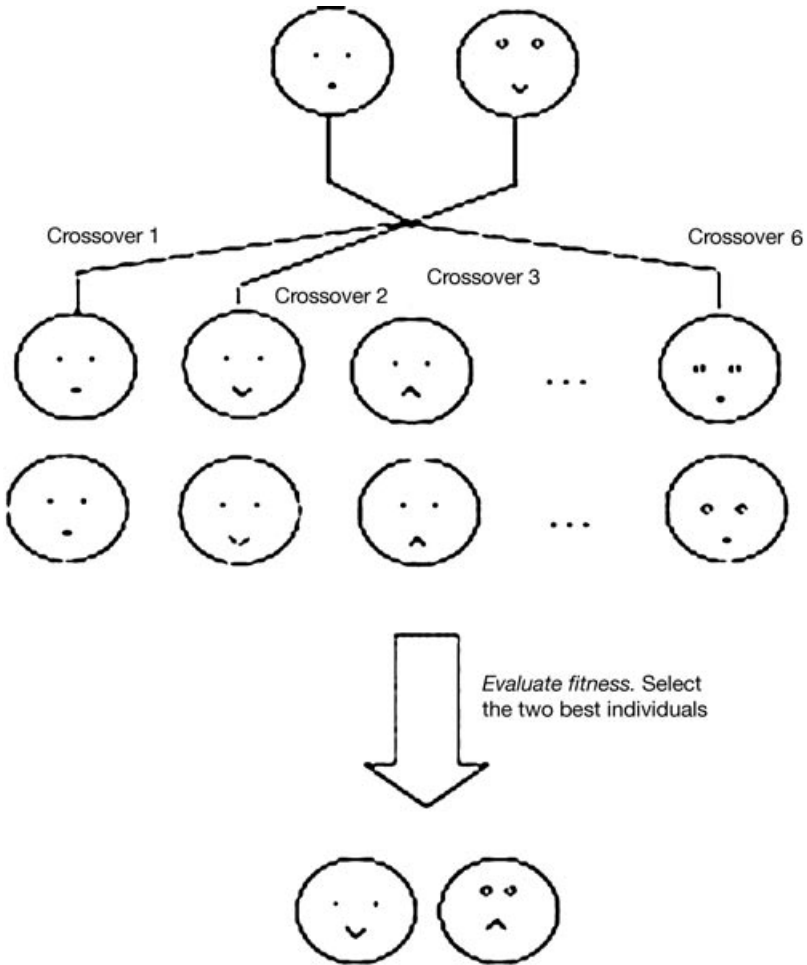 Crossover 1
Crossover 6
Crossover 2
Crossover 3
...
...
Evaluate fitness. Select
the two best individuals